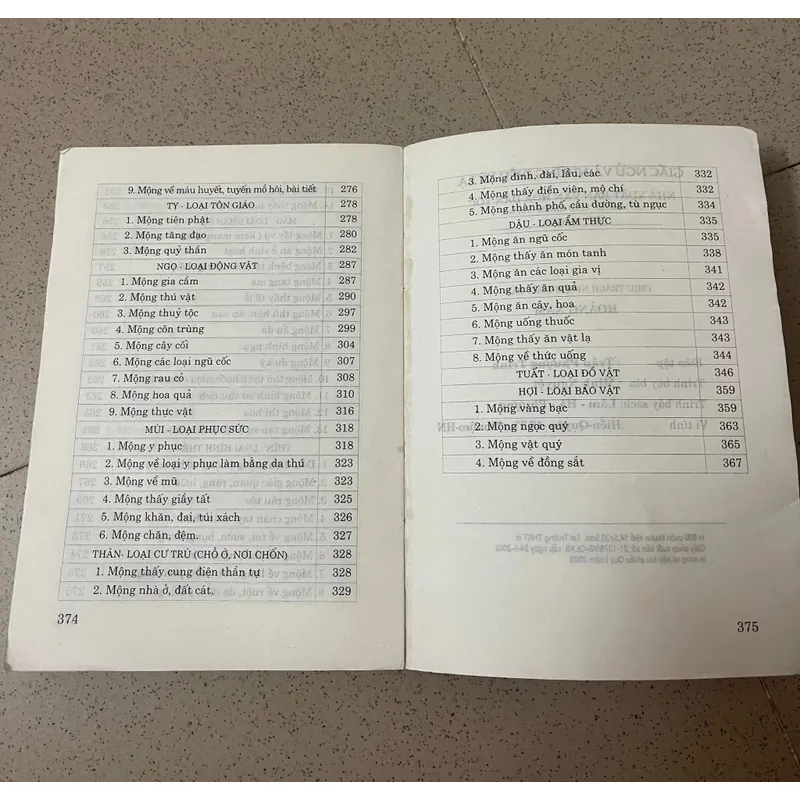 9. Mộng về máu huyết, tuyến mồ hôi, bài tiết 276
TỴ - LOẠI TÔN GIÁO 278
1. Mộng tiên phật 278
2. Mộng tăng đạo 280
3. Mộng quỷ thần 282
NGỌ - LOẠI ĐỘNG VẬT 287
1. Mộng gia cầm 287
2. Mộng thú vật 290
3. Mộng thuỷ tộc 297
4. Mộng côn trùng 299
5. Mộng cây cối 304
6. Mộng các loại ngũ cốc 307
7. Mộng rau cỏ 308
8. Mộng hoa quả 310
9. Mộng thực vật 316
MÙI - LOẠI PHỤC SỨC 318
1. Mộng y phục 318
2. Mộng về loại y phục làm bằng da thú 323
3. Mộng về mũ 323
4. Mộng thấy giầy tất 325
5. Mộng khăn, đai, túi xách 326
6. Mộng chăn, đệm. 327
THÂN- LOẠI CƯ TRÚ (CHỖ Ở, NƠI CHỐN) 328
1. Mộng thấy cung điện thần tự 328
2. Mộng nhà ở, đất cát. 329
374
3. Mộng đình, đài, lầu, các 332
4. Mộng thấy điền viên, mộ chí 332
5. Mộng thành phố, cầu đường, tù ngục 334
DẬU - LOẠI ẨM THỰC 335
1. Mộng ăn ngũ cốc 335
2. Mộng thấy ăn món tanh 338
3. Mộng ăn các loại gia vị 341
4. Mộng thấy ăn quả 342
5. Mộng ăn cây, hoa 342
6. Mộng uống thuốc 343
7. Mộng thấy ăn vật lạ 343
8. Mộng về thức uống 344
TUẤT - LOẠI ĐỒ VẬT 346
HỢI - LOẠI BẢO VẬT 359
1. Mộng vàng bạc 359
2. Mộng ngọc quý 363
3. Mộng vật quý 365
4. Mộng về đồng sắt 367
375